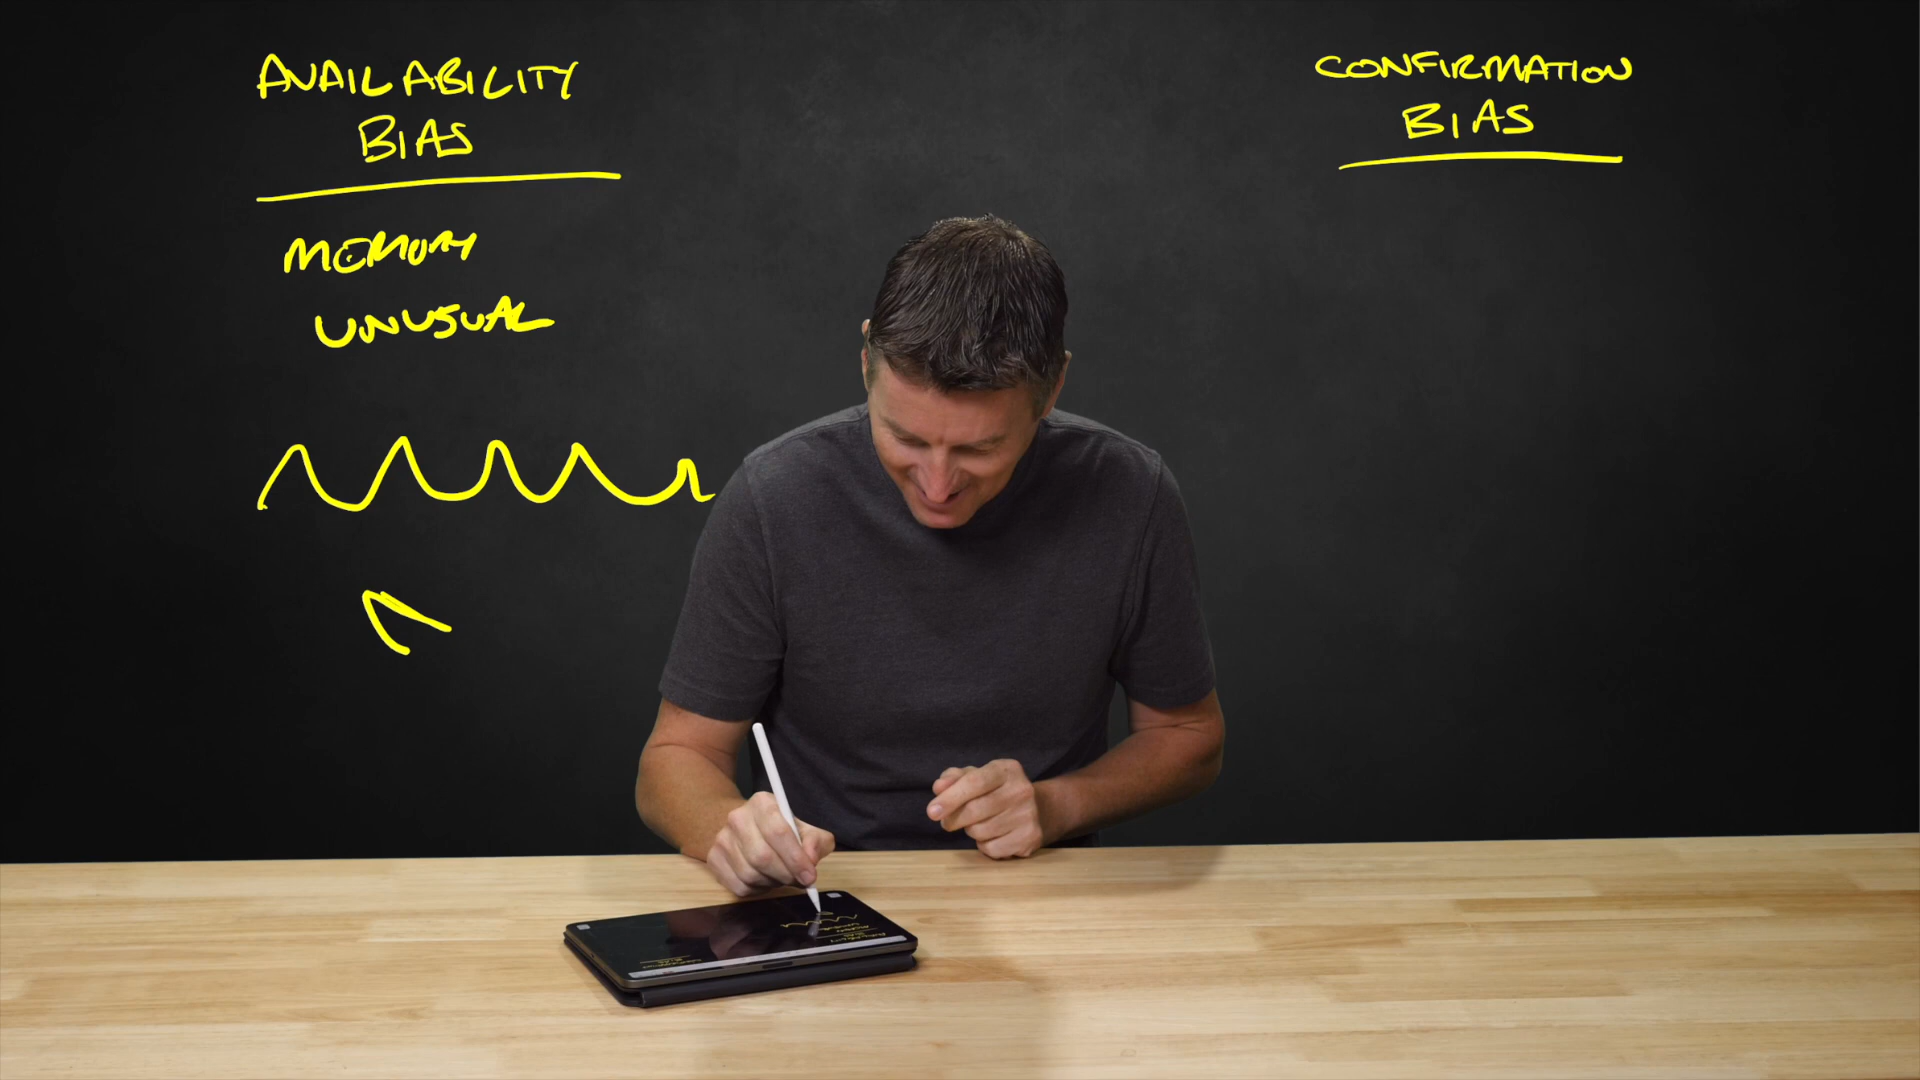 AVAILABILITY
BIAS
MEMORY
UNUSUAL
CONFIRMATION
BIAS